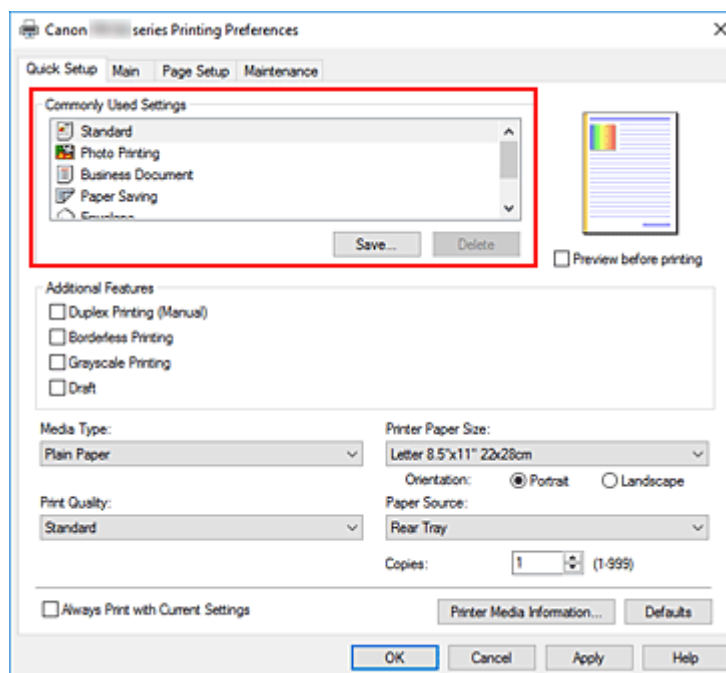 Canon series Printing Preferences
Quick Setup Main Page Setup Maintenance
Commonly Used Settings
Standard
Photo Printing
Business Document
Paper Saving
Save... Delete
Preview before printing
Additional Features
Duplex Printing (Manual)
Borderless Printing
Grayscale Printing
Draft
Media Type: Printer Paper Size:
Plain Paper Letter 8.5"x11" 22x28cm
Orientation: Portrait Landscape
Print Quality: Paper Source:
Standard Rear Tray
Copies: 1 (1-999)
Always Print with Current Settings Printer Media Information... Defaults
OK Cancel Apply Help